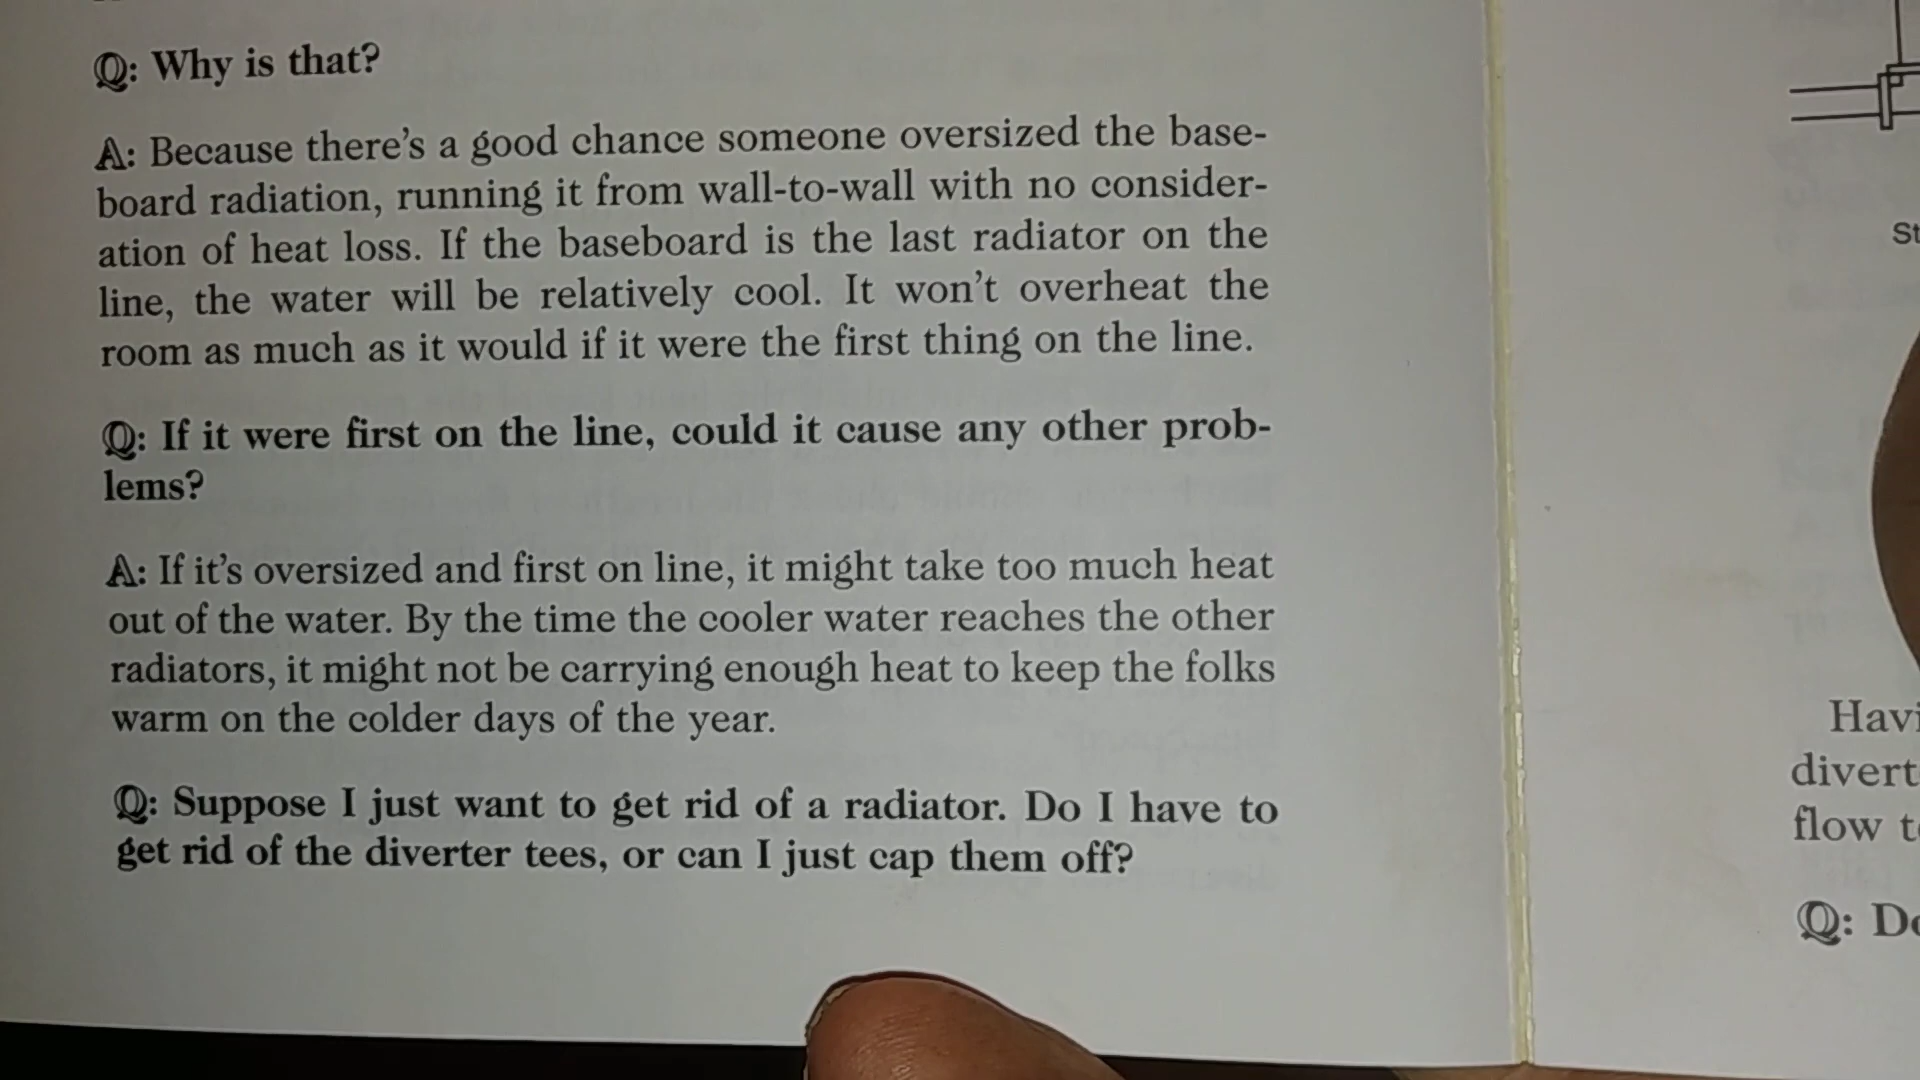 Q: Why is that?
A: Because there's a good chance someone oversized the base-
board radiation, running it from wall-to-wall with no consider-
ation of heat loss. If the baseboard is the last radiator on the
line, the water will be relatively cool. It won't overheat the
room as much as it would if it were the first thing on the line.
Q: If it were first on the line, could it cause any other prob-
lems?
A: If it's oversized and first on line, it might take too much heat
out of the water. By the time the cooler water reaches the other
radiators, it might not be carrying enough heat to keep the folks
warm on the colder days of the year.
Q: Suppose I just want to get rid of a radiator. Do I have to
get rid of the diverter tees, or can I just cap them off?
flow
Q: